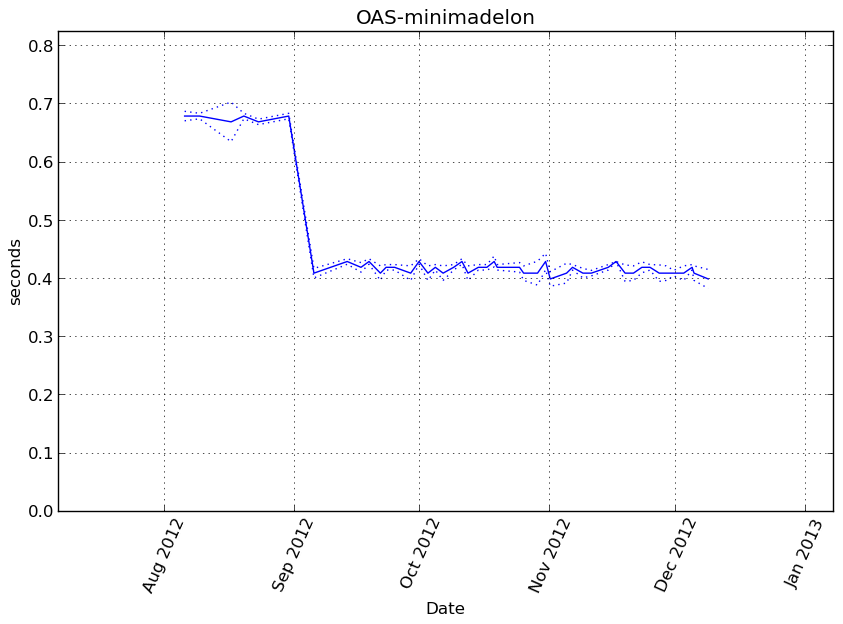 OAS-minimadelon
0.8
0.7
0.6
0.5
0.4
0.3
0.2
0.1
0.0
seconds
Aug 2012
Sep 2012
Oct 2012
Nov 2012
Dec 2012
Jan 2013
Date